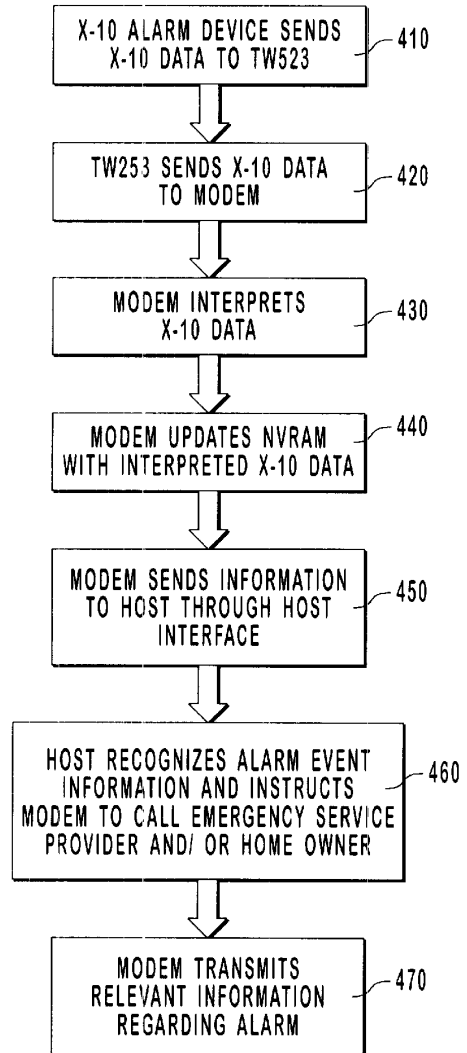 X-10 ALARM DEVICE SENDS
X-10 DATA TO TW523
410
TW253 SENDS X-10 DATA
TO MODEM
420
MODEM INTERPRETS
X-10 DATA
430
MODEM UPDATES NVRAM
WITH INTERPRETED X-10 DATA
440
MODEM SENDS INFORMATION
TO HOST THROUGH HOST
INTERFACE
450
HOST RECOGNIZES ALARM EVENT
INFORMATION AND INSTRUCTS
MODEM TO CALL EMERGENCY SERVICE
PROVIDER AND/ OR HOME OWNER
460
MODEM TRANSMITS
RELEVANT INFORMATION
REGARDING ALARM
470